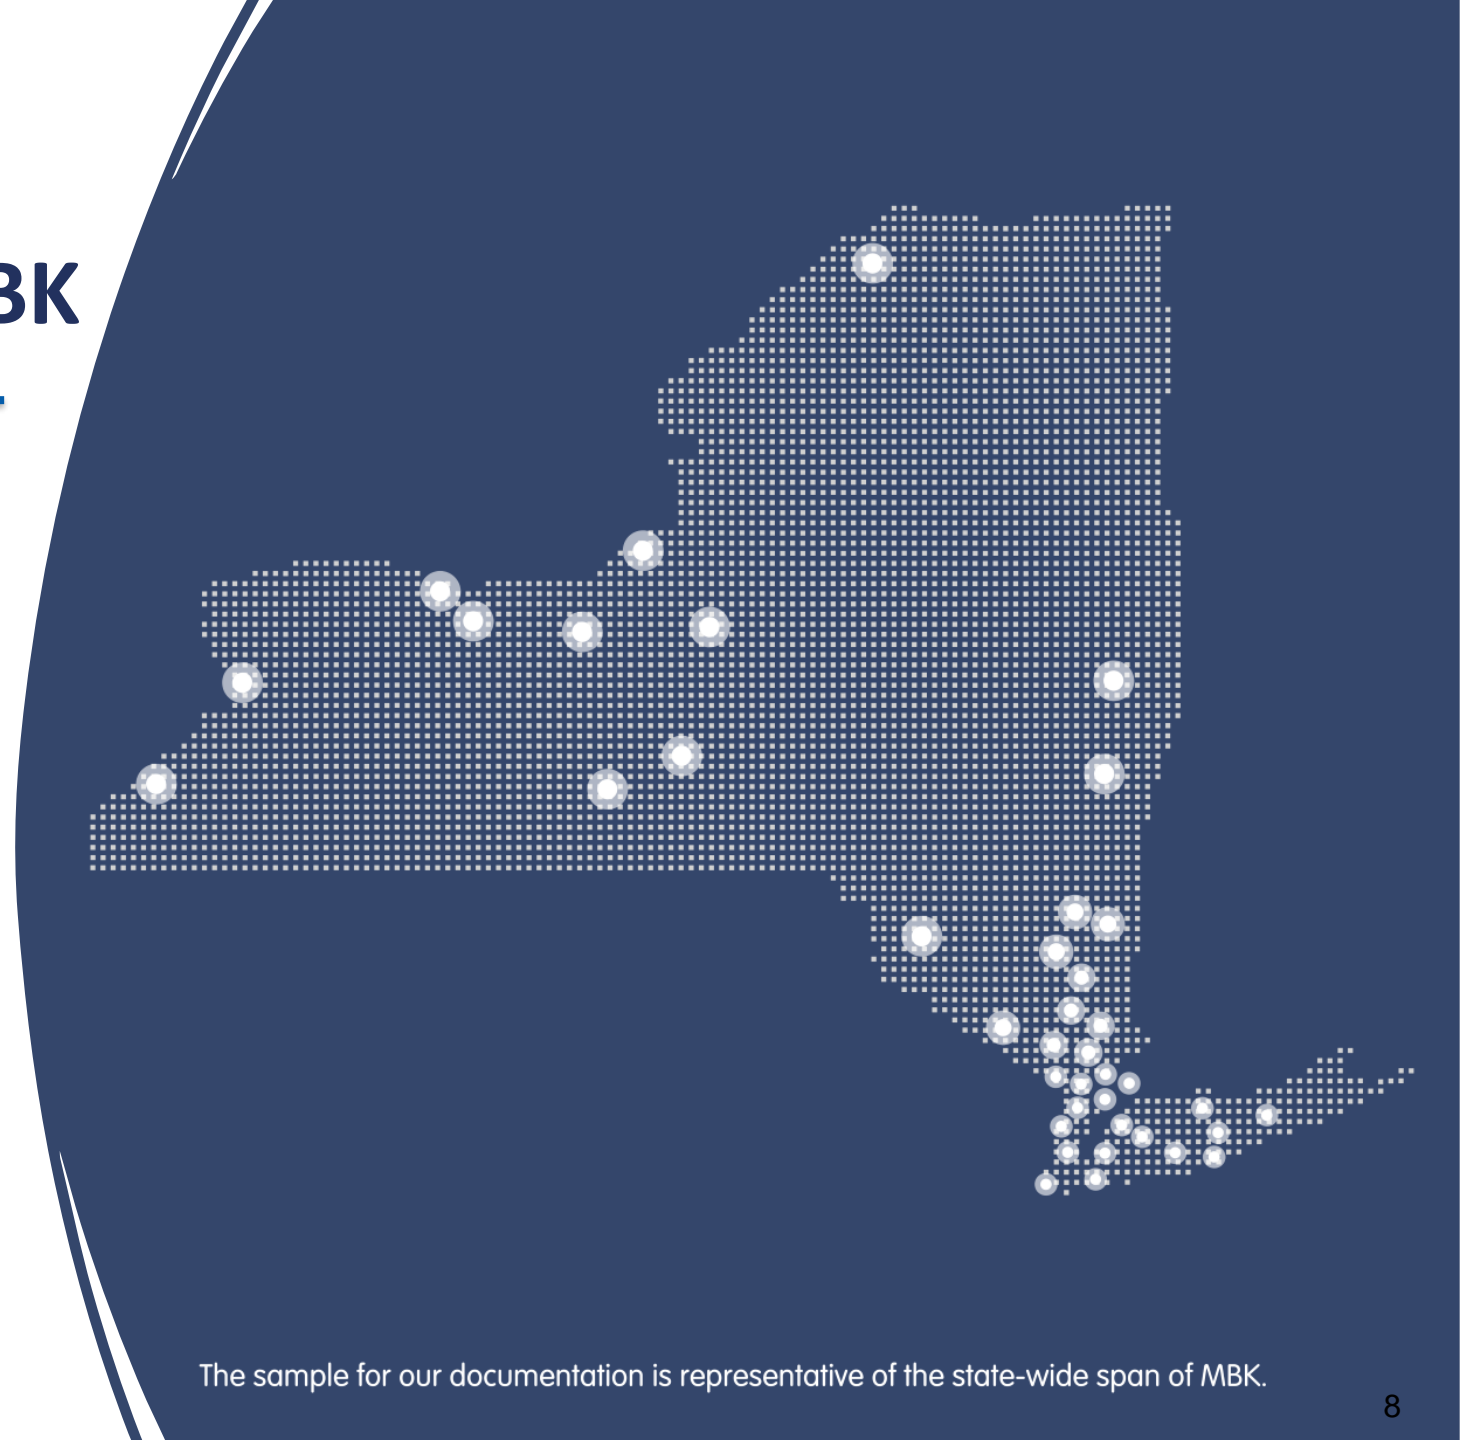 BK
The sample for our documentation is representative of the state-wide span of MBK.
8